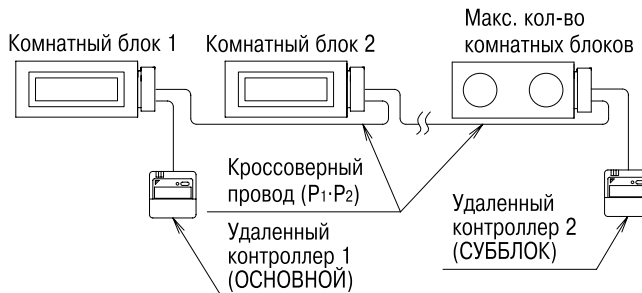 Комнатный блок 1
Комнатный блок 2
Макс. кол-во
комнатных блоков
Кроссоверный
провод (P₁·P₂)
Удаленный
контроллер 1
(ОСНОВНОЙ)
Удаленный
контроллер 2
(СУББЛОК)